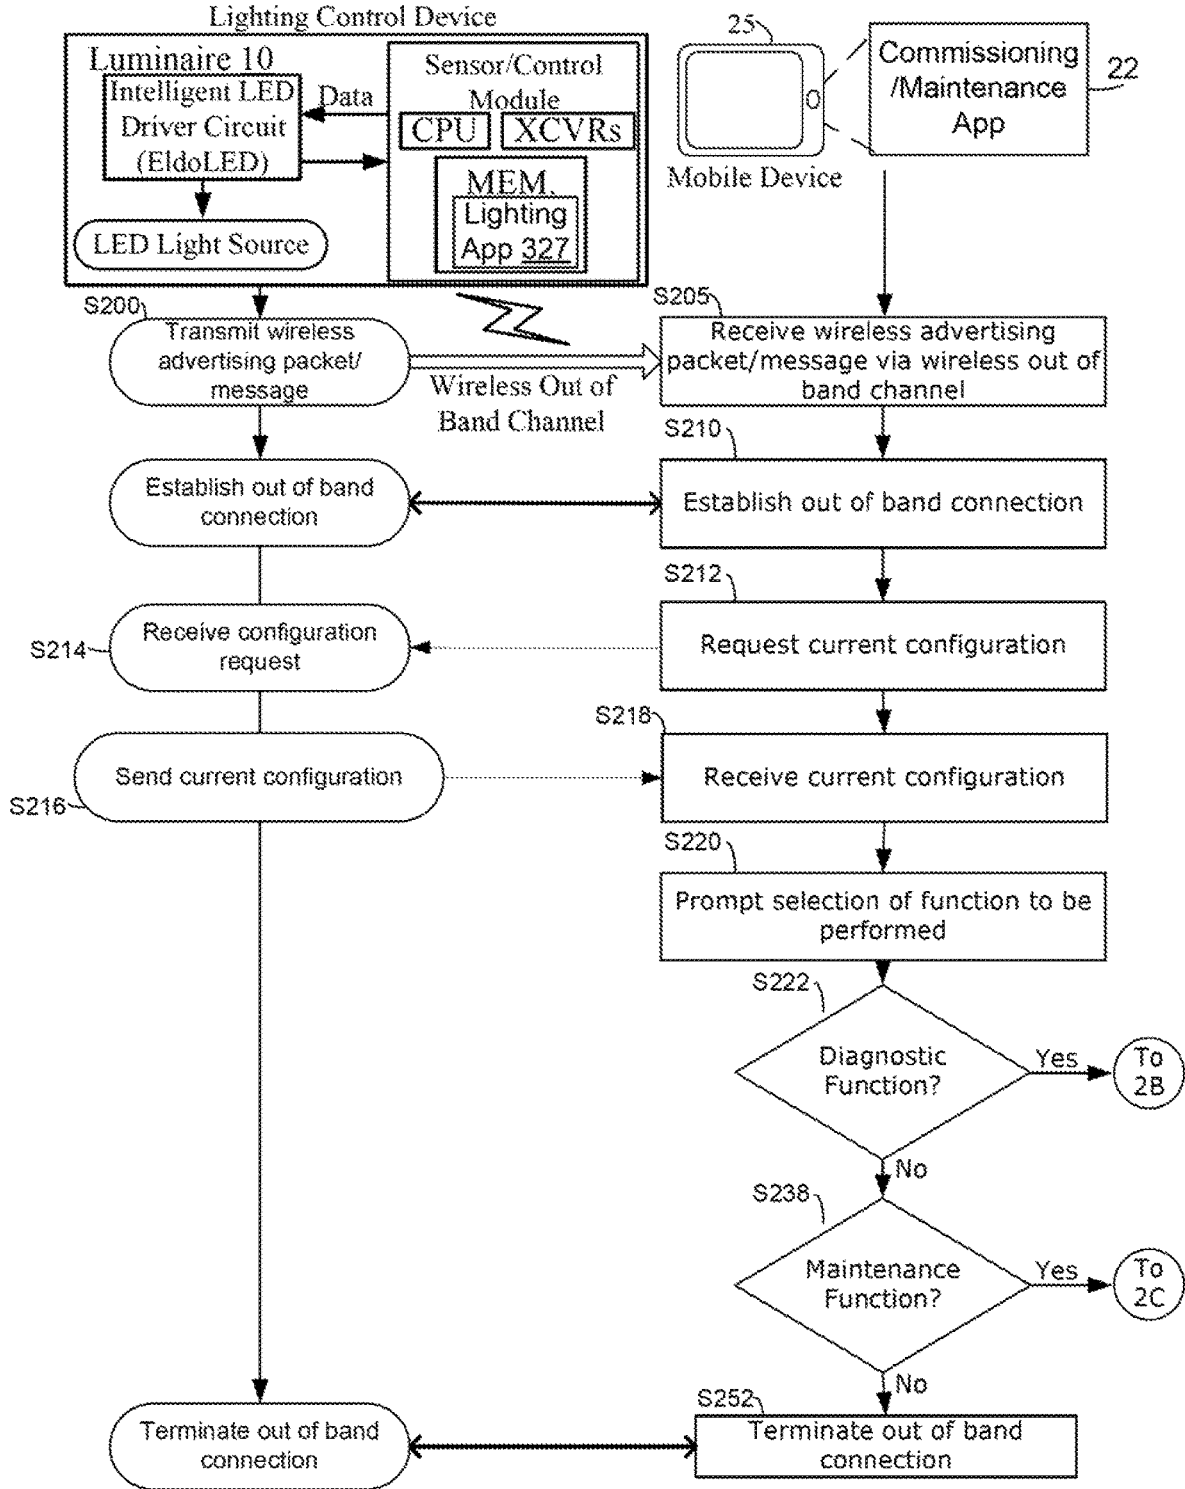 Lighting Control Device
Luminaire 10
Intelligent LED
Driver Circuit
(EldoLED)
Data
LED Light Source
Sensor/Control
Module
CPU
XCVRs
MEM.
Lighting
App 327
25
Mobile Device
Commissioning
/Maintenance
App
22
S200
Transmit wireless
advertising packet/
message
Wireless Out of
Band Channel
S205
Receive wireless advertising
packet/message via wireless out of
band channel
S210
Establish out of band
connection
Establish out of band connection
S212
Receive configuration
request
S214
Request current configuration
S218
Send current configuration
S216
Receive current configuration
S220
Prompt selection of function to be
performed
S222
Diagnostic
Function?
Yes
To
2B
No
S238
Maintenance
Function?
Yes
To
2C
No
S252
Terminate out of band
connection
Terminate out of band
connection